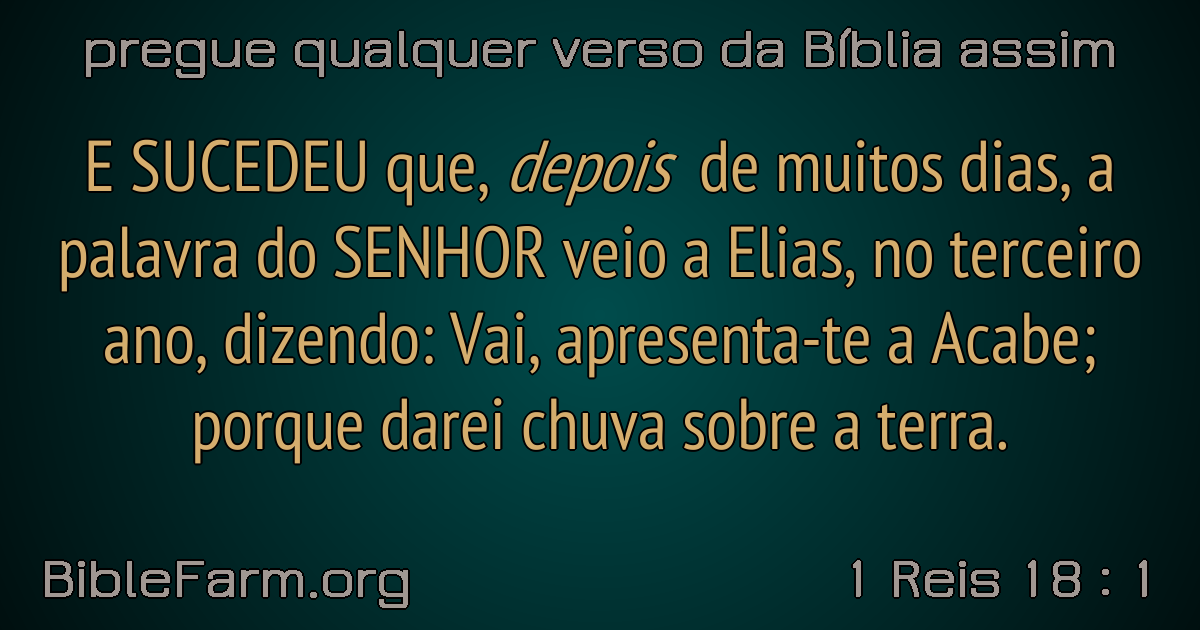 pregue qualquer verso da Bíblia assim
E SUCEDEU que, depois de muitos dias, a
palavra do SENHOR veio a Elias, no terceiro
ano, dizendo: Vai, apresenta-te a Acabe;
porque darei chuva sobre a terra.
BibleFarm.org
1 Reis 18 : 1